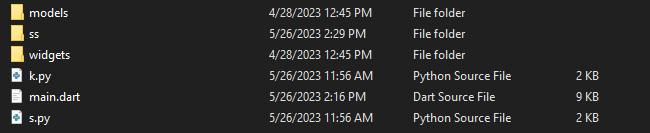 models 4/28/2023 12:45 PM File folder
ss 5/26/2023 2:29 PM File folder
widgets 4/28/2023 12:45 PM File folder
k.py 5/26/2023 11:56 AM Python Source File 2 KB
main.dart 5/26/2023 2:16 PM Dart Source File 9 KB
s.py 5/26/2023 11:56 AM Python Source File 2 KB